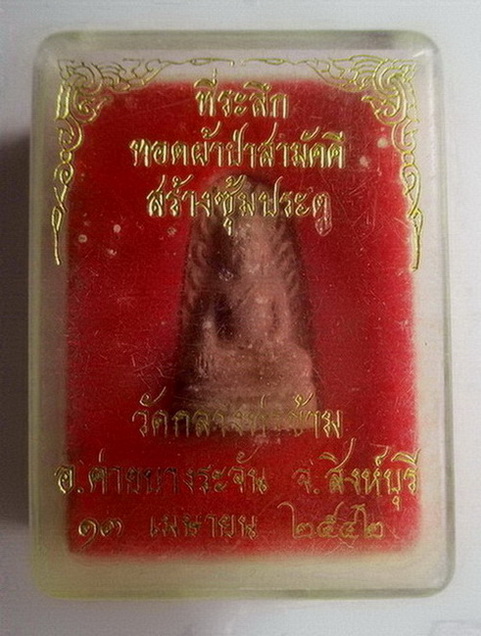 ที่ระลึก
ทอดผ้าป่าสามัคคี
สร้างซุ้มประตู
วัดกลางท่าข้าม
อ.ค่ายบางระจัน จ.สิงห์บุรี
๑๓ เมษายน ๒๕๔๒